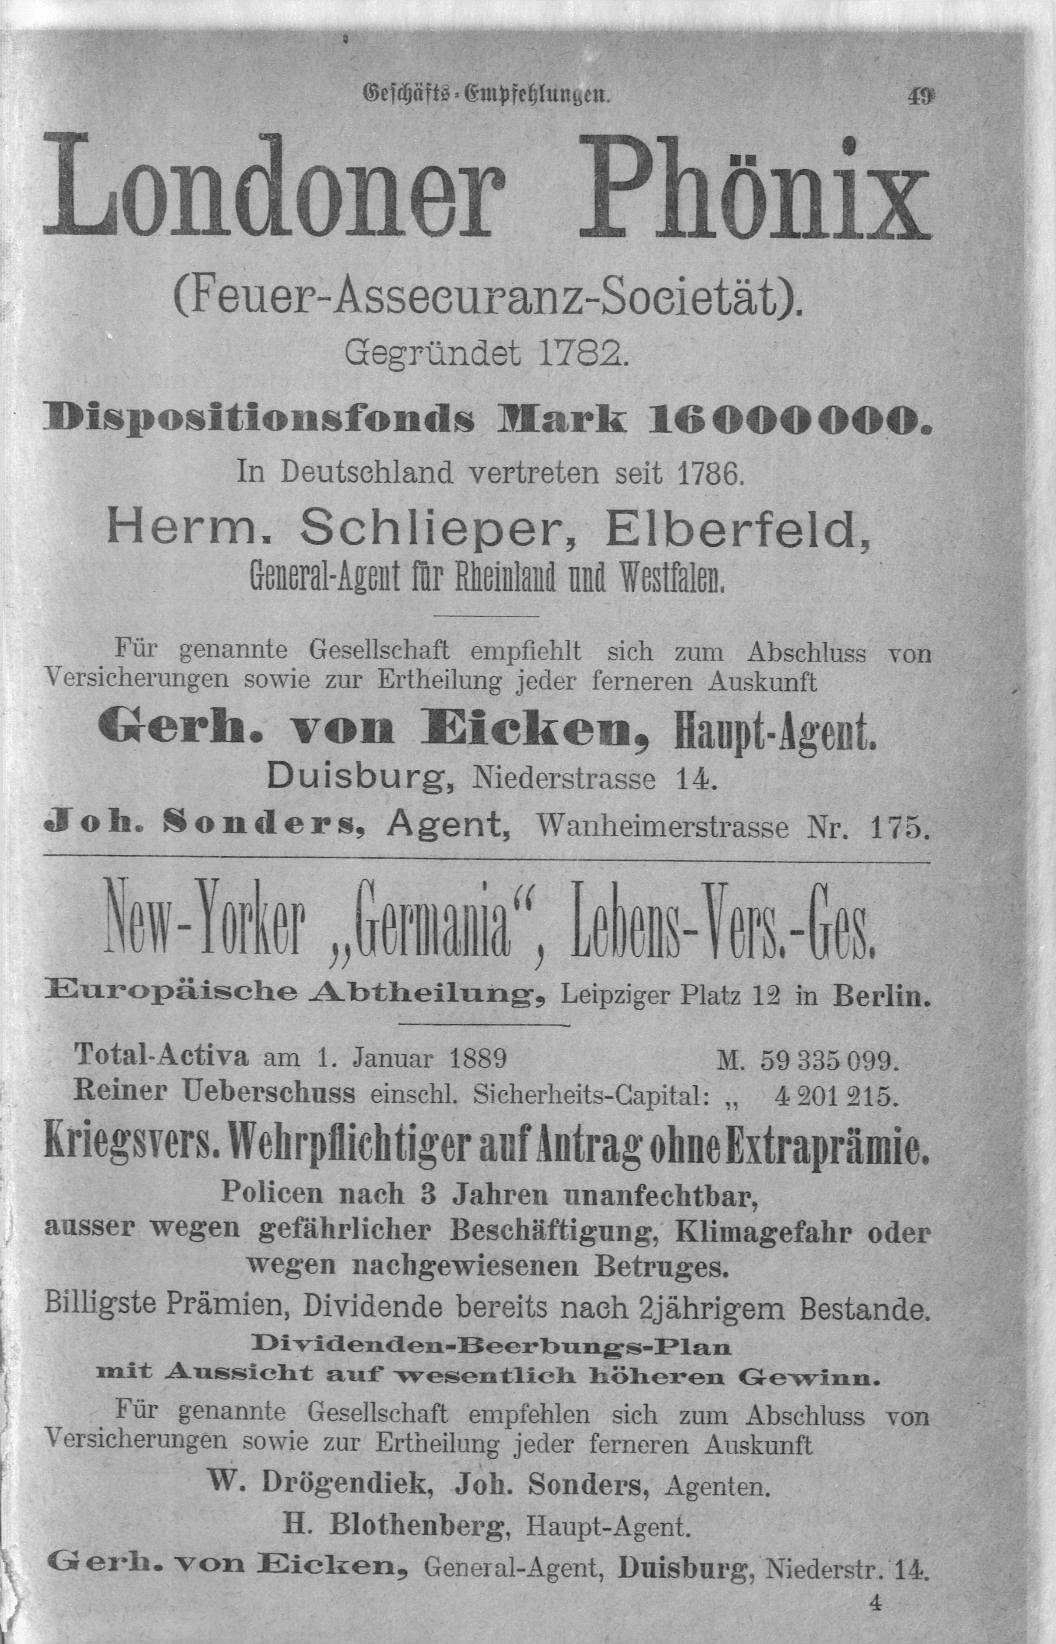 Geschäfts-Empfehlungen. 49
Londoner Phönix
(Feuer-Assecuranz-Societät).
Gegründet 1782.
Dispositionsfonds Mark 16000000.
In Deutschland vertreten seit 1786.
Herm. Schlieper, Elberfeld,
General-Agent für Rheinland und Westfalen.
Für genannte Gesellschaft empfiehlt sich zum Abschluss von
Versicherungen sowie zur Ertheilung jeder ferneren Auskunft
Gerh. von Eicken, Haupt-Agent.
Duisburg, Niederstrasse 14.
Joh. Sonders, Agent, Wanheimerstrasse Nr. 175.
New-Yorker „Germania“, Lebens-Vers.-Ges.
Europäische Abtheilung, Leipziger Platz 12 in Berlin.
Total-Activa am 1. Januar 1889 M. 59 335 099.
Reiner Ueberschuss einschl. Sicherheits-Capital: „ 4 201 215.
Kriegsvers. Wehrpflichtiger auf Antrag ohne Extraprämie.
Policen nach 3 Jahren unanfechtbar,
ausser wegen gefährlicher Beschäftigung, Klimagefahr oder
wegen nachgewiesenen Betruges.
Billigste Prämien, Dividende bereits nach 2jährigem Bestande.
Dividenden-Beerbungs-Plan
mit Aussicht auf wesentlich höheren Gewinn.
Für genannte Gesellschaft empfehlen sich zum Abschluss von
Versicherungen sowie zur Ertheilung jeder ferneren Auskunft
W. Drögendiek, Joh. Sonders, Agenten.
H. Blothenberg, Haupt-Agent.
Gerh. von Eicken, General-Agent, Duisburg, Niederstr. 14.
4